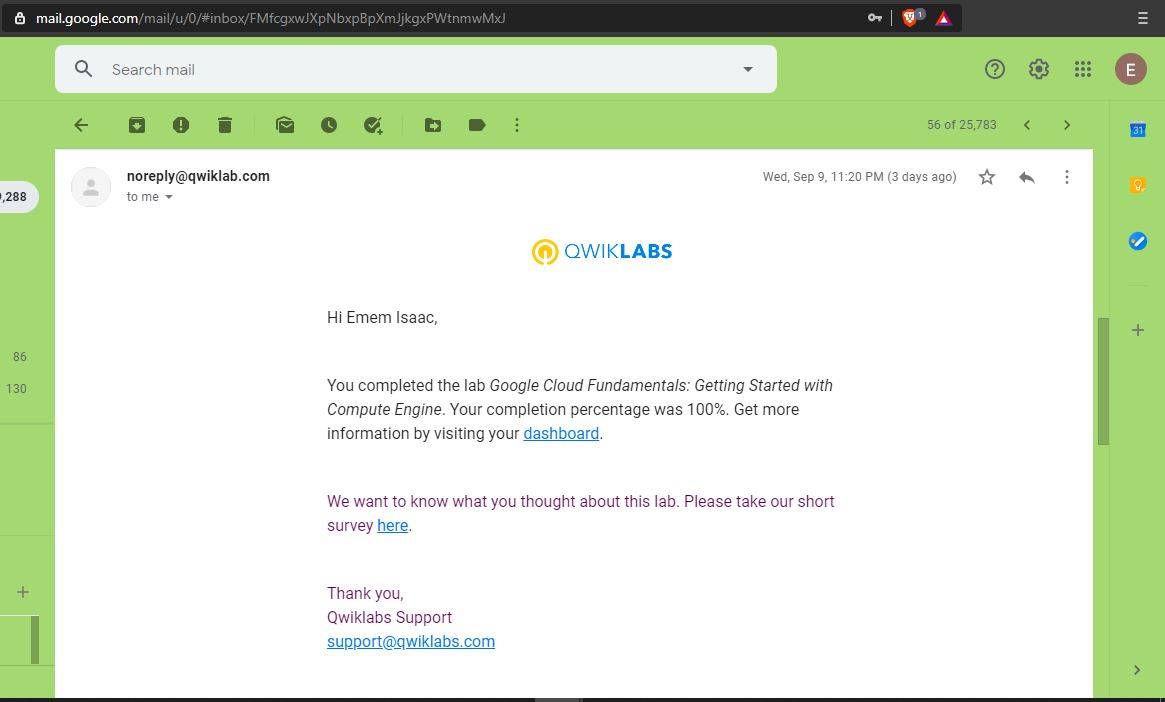 mail.google.com/mail/u/0/#inbox/FMfcgxwJXpNbxpBpXmJjkgxPWtnmwMxJ
1
Search mail
E
56 of 25,783
31
noreply@qwiklab.com
Wed, Sep 9, 11:20 PM (3 days ago)
to me
,288
QWIKLABS
Hi Emem Isaac,
86
You completed the lab Google Cloud Fundamentals: Getting Started with
130
Compute Engine. Your completion percentage was 100%. Get more
information by visiting your dashboard.
We want to know what you thought about this lab. Please take our short
survey here.
Thank you,
Qwiklabs Support
support@qwiklabs.com